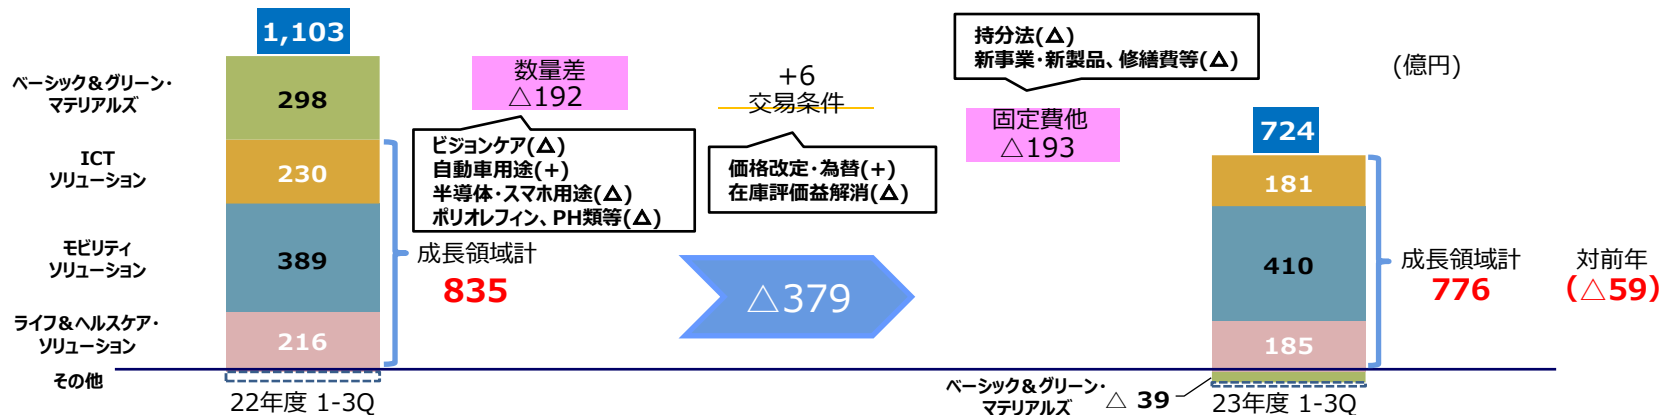 1,103
ベーシック&グリーン・
マテリアルズ
298
ICT
ソリューション
230
モビリティ
ソリューション
389
ライフ&ヘルスケア・
ソリューション
216
その他
22年度 1-3Q
数量差
△192
ビジョンケア(△)
自動車用途(+)
半導体・スマホ用途(△)
ポリオレフィン、PH類等(△)
成長領域計
835
+6
交易条件
価格改定・為替(+)
在庫評価益解消(△)
△379
持分法(△)
新事業・新製品、修繕費等(△)
固定費他
△193
(億円)
724
181
410
185
成長領域計
776
対前年
(△59)
ベーシック&グリーン・
マテリアルズ
△ 39
23年度 1-3Q